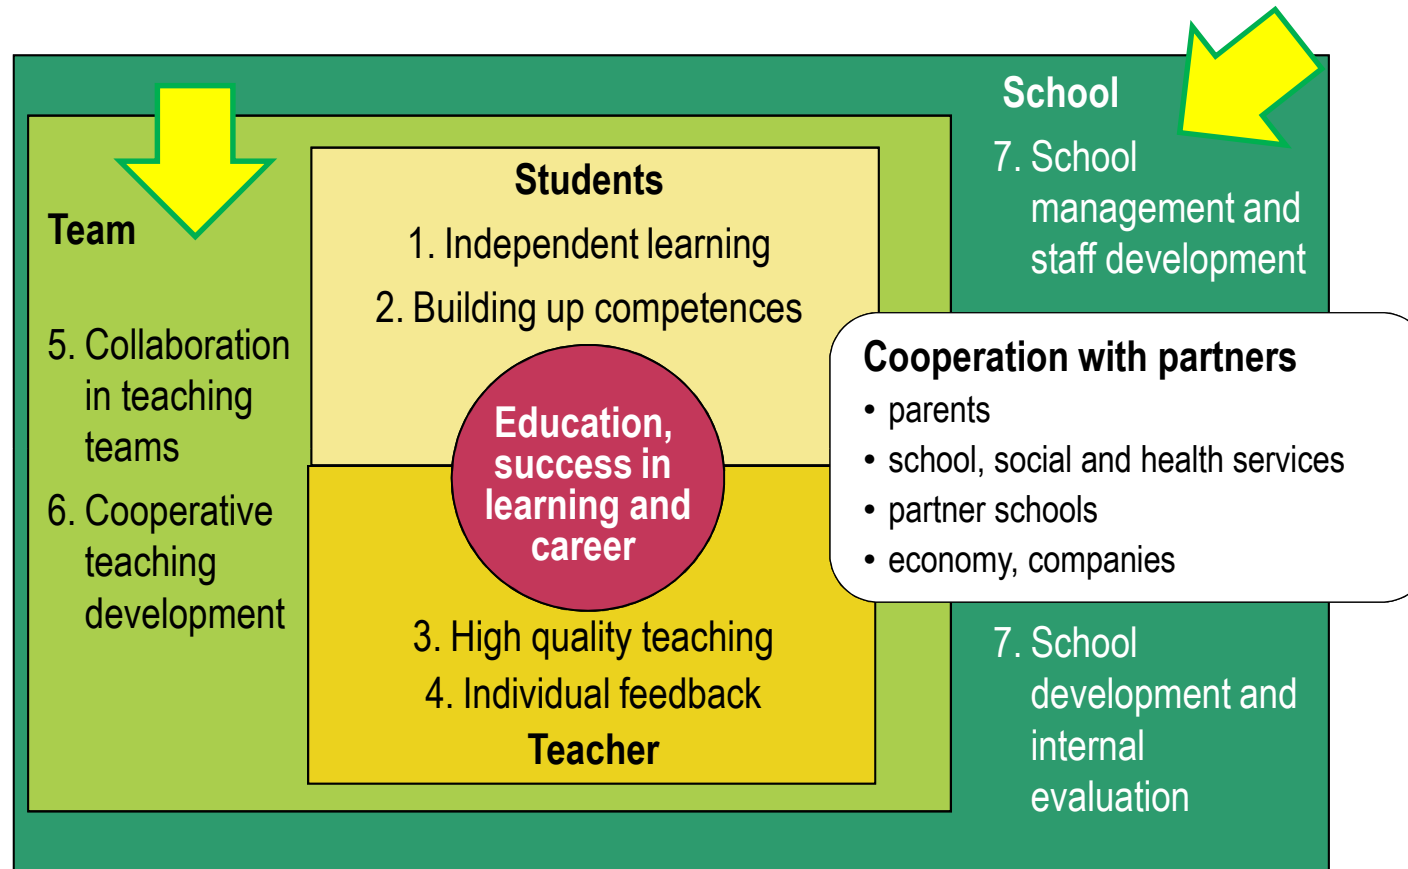 School
7. School
management and
staff development
Team
5. Collaboration
in teaching
teams
6. Cooperative
teaching
development
Students
1. Independent learning
2. Building up competences
Education,
success in
learning and
career
3. High quality teaching
4. Individual feedback
Teacher
Cooperation with partners
• parents
• school, social and health services
• partner schools
• economy, companies
7. School
development and
internal
evaluation